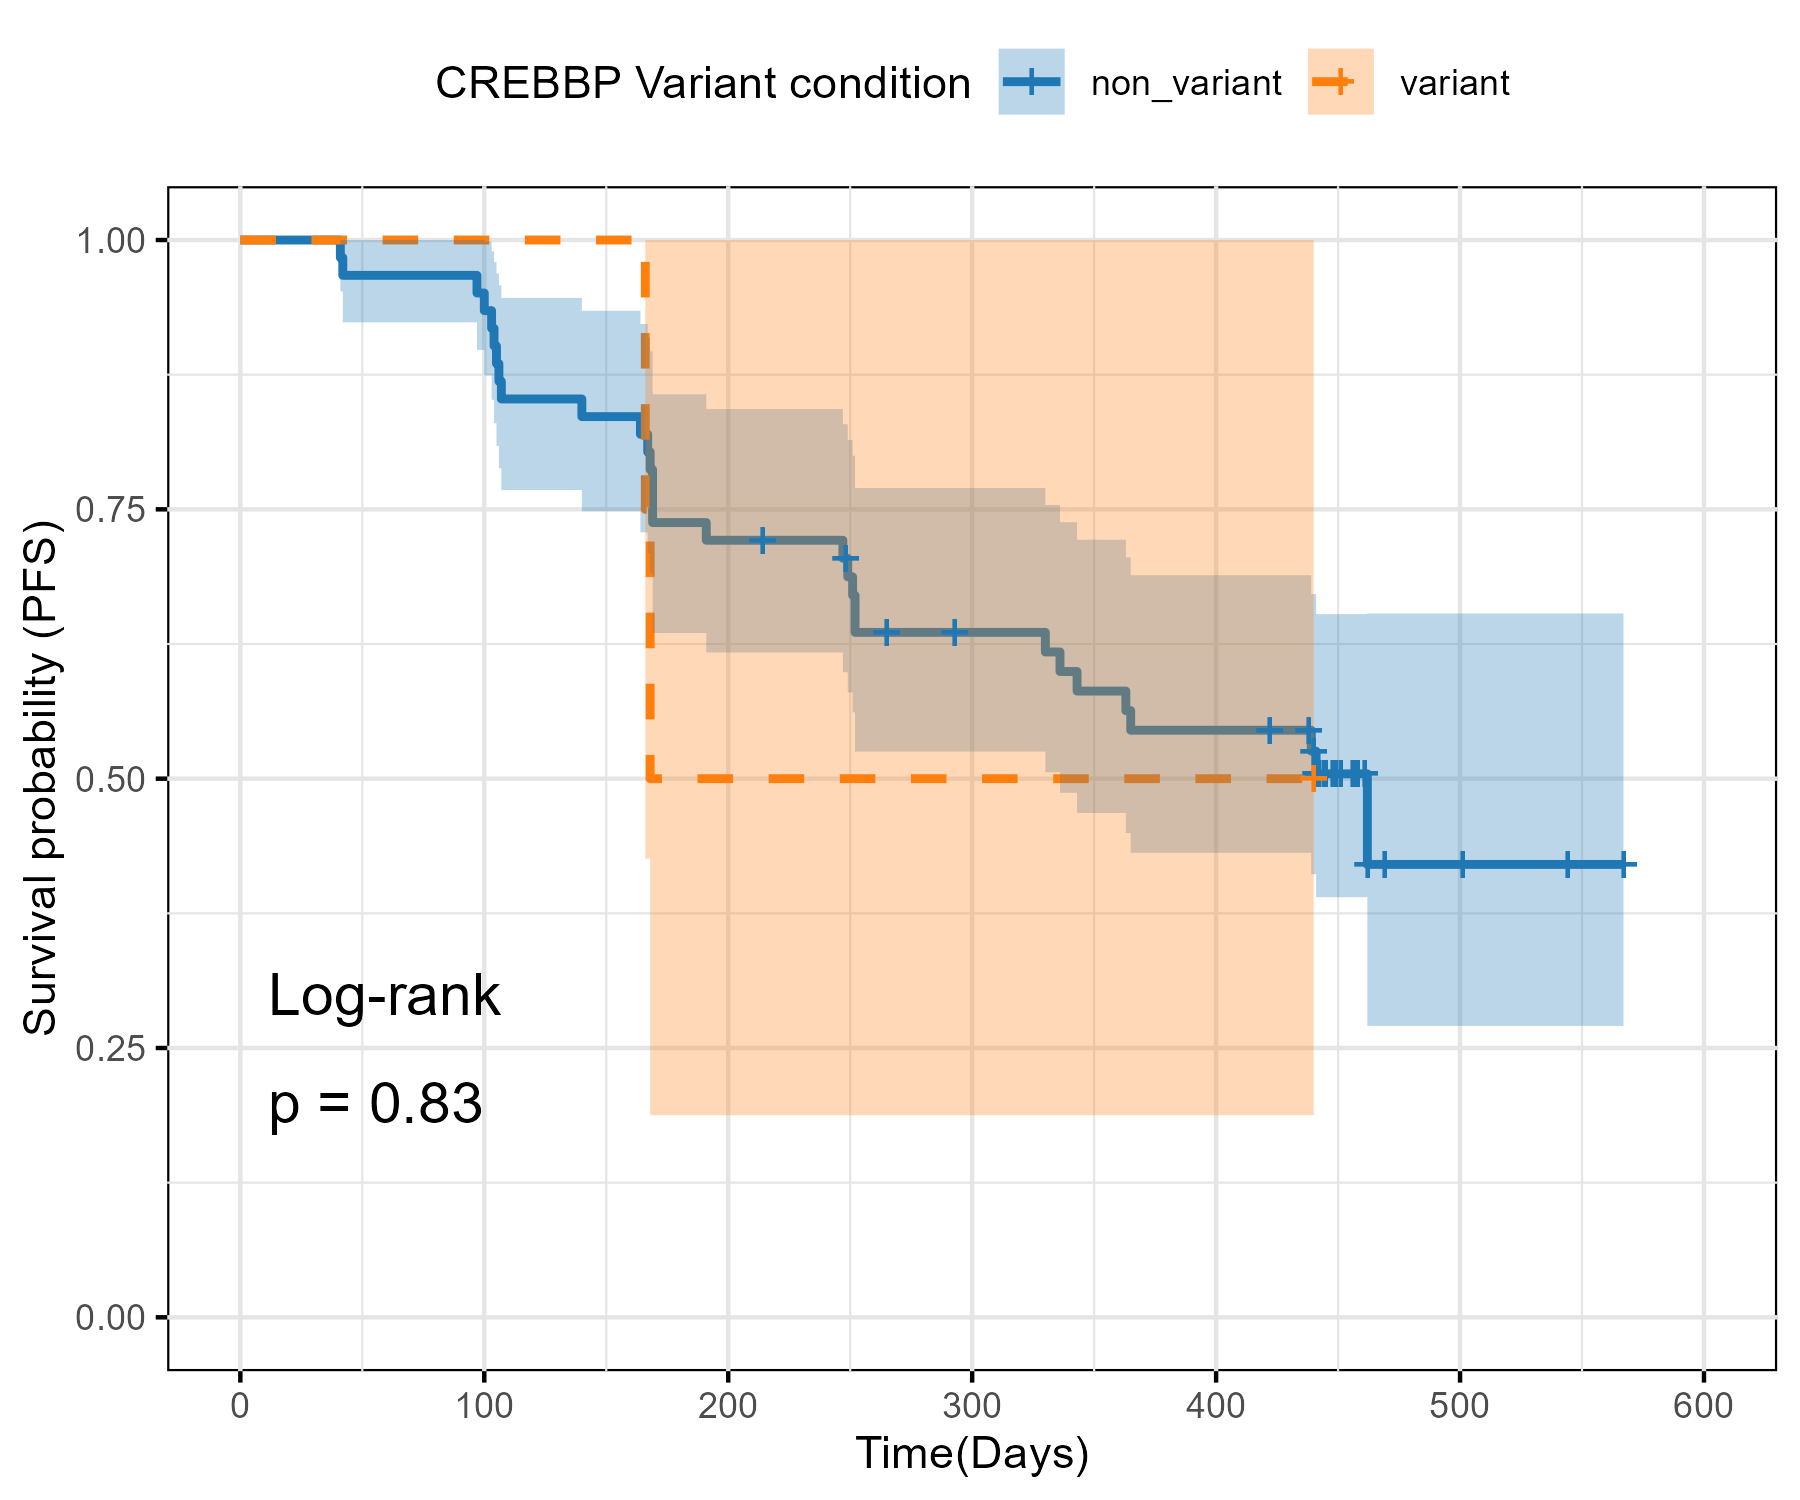 CREBBP Variant condition non_variant variant
Survival probability (PFS)
1.00
0.75
0.50
0.25
0.00
Log-rank
p = 0.83
0 100 200 300 400 500 600
Time(Days)